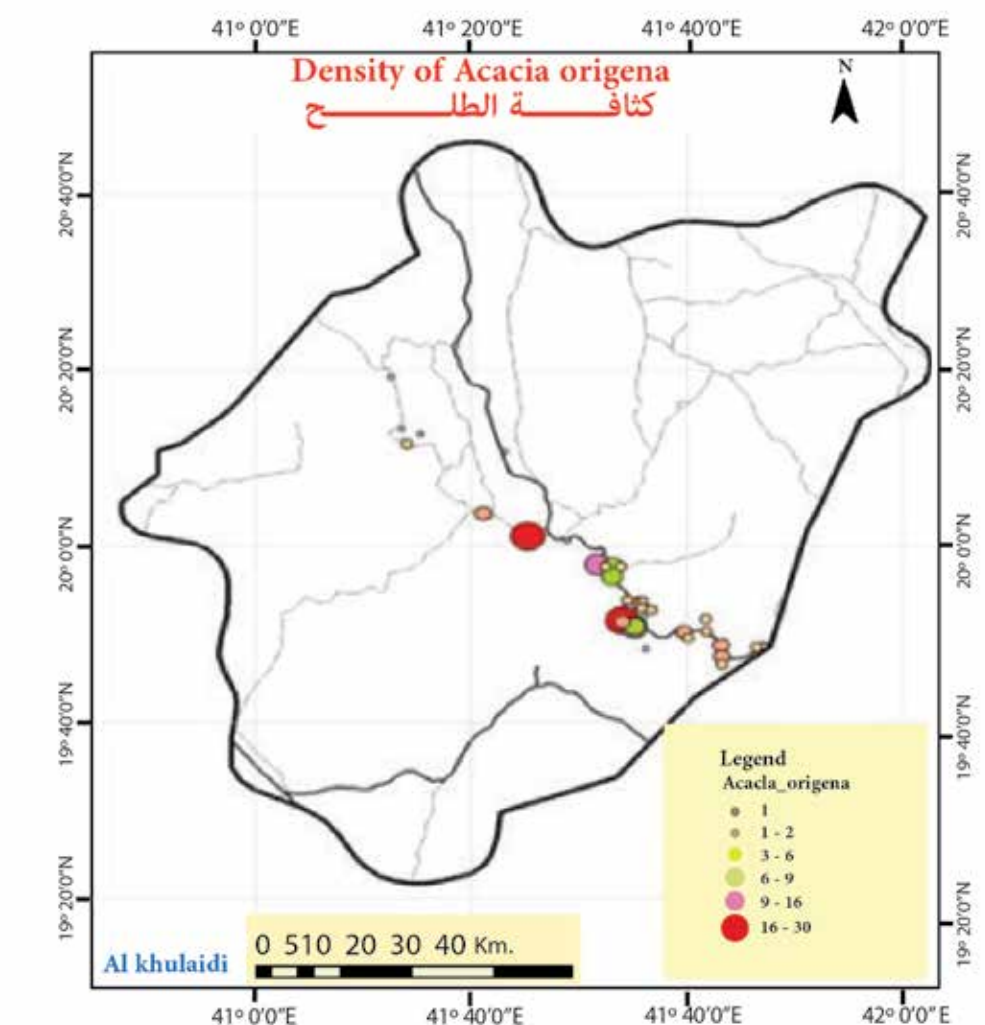 41° 0'0"E 41° 20'0"E 41° 40'0"E 42° 0'0"E
Density of Acacia origena
كثافة الطلح
N
20° 40'0"N 20° 40'0"N
20° 20'0"N 20° 20'0"N
20° 0'0"N 20° 0'0"N
19° 40'0"N 19° 40'0"N
19° 20'0"N 19° 20'0"N
Legend
Acacla_origena
1
1 - 2
3 - 6
6 - 9
9 - 16
16 - 30
0 510 20 30 40 Km.
Al khulaidi
41° 0'0"E 41° 40'0"E 41° 40'0"E 42° 0'0"E